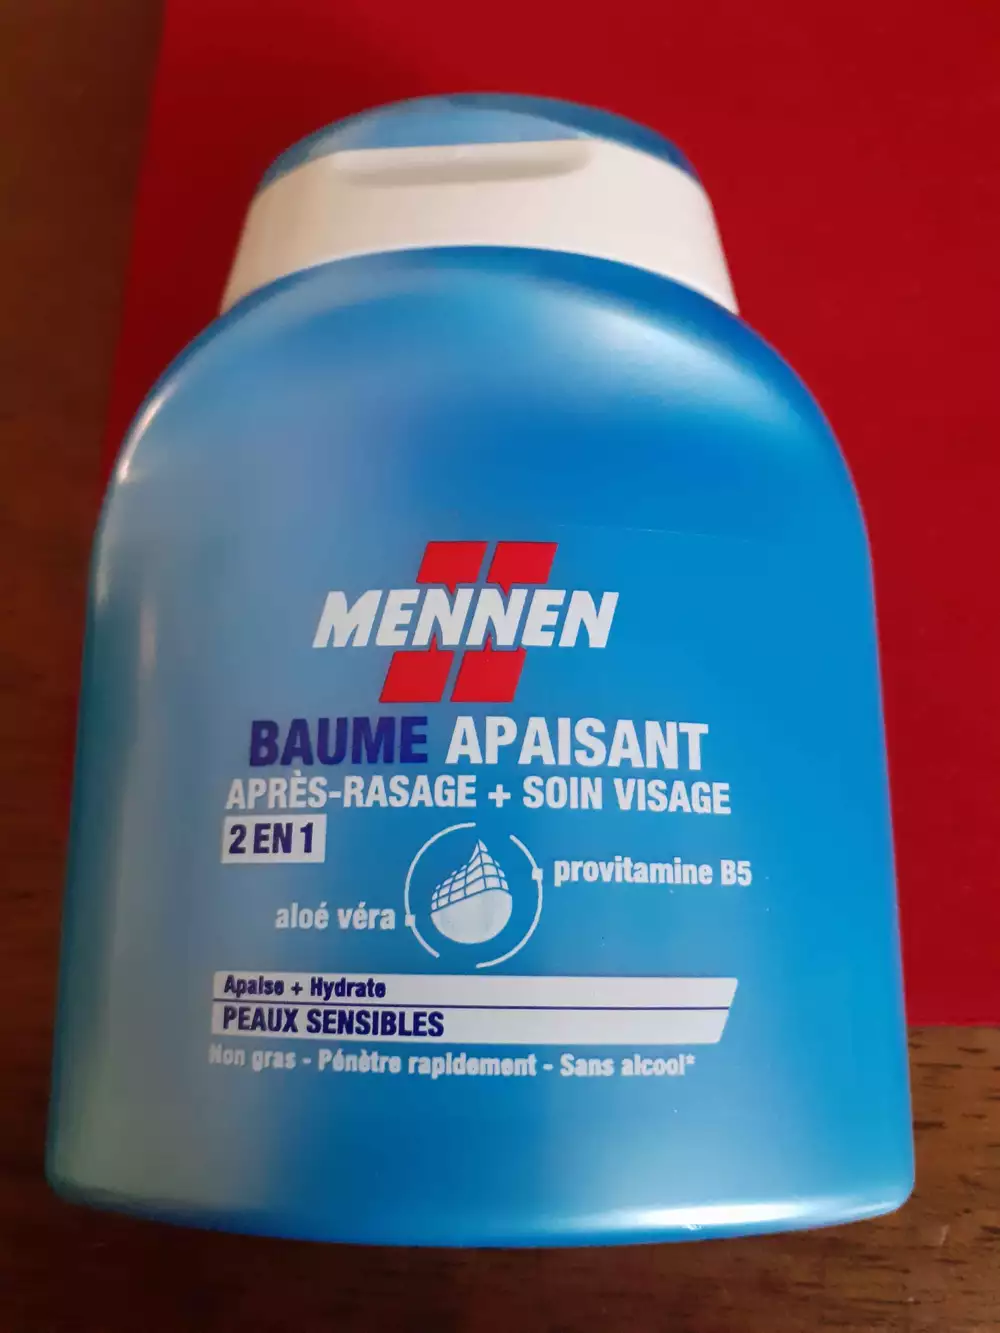 MENNEN
BAUME APAISANT
APRÈS-RASAGE + SOIN VISAGE
2 EN 1
provitamine B5
aloé véra
Apaise + Hydrate
PEAUX SENSIBLES
Non gras - Pénètre rapidement - Sans alcool*